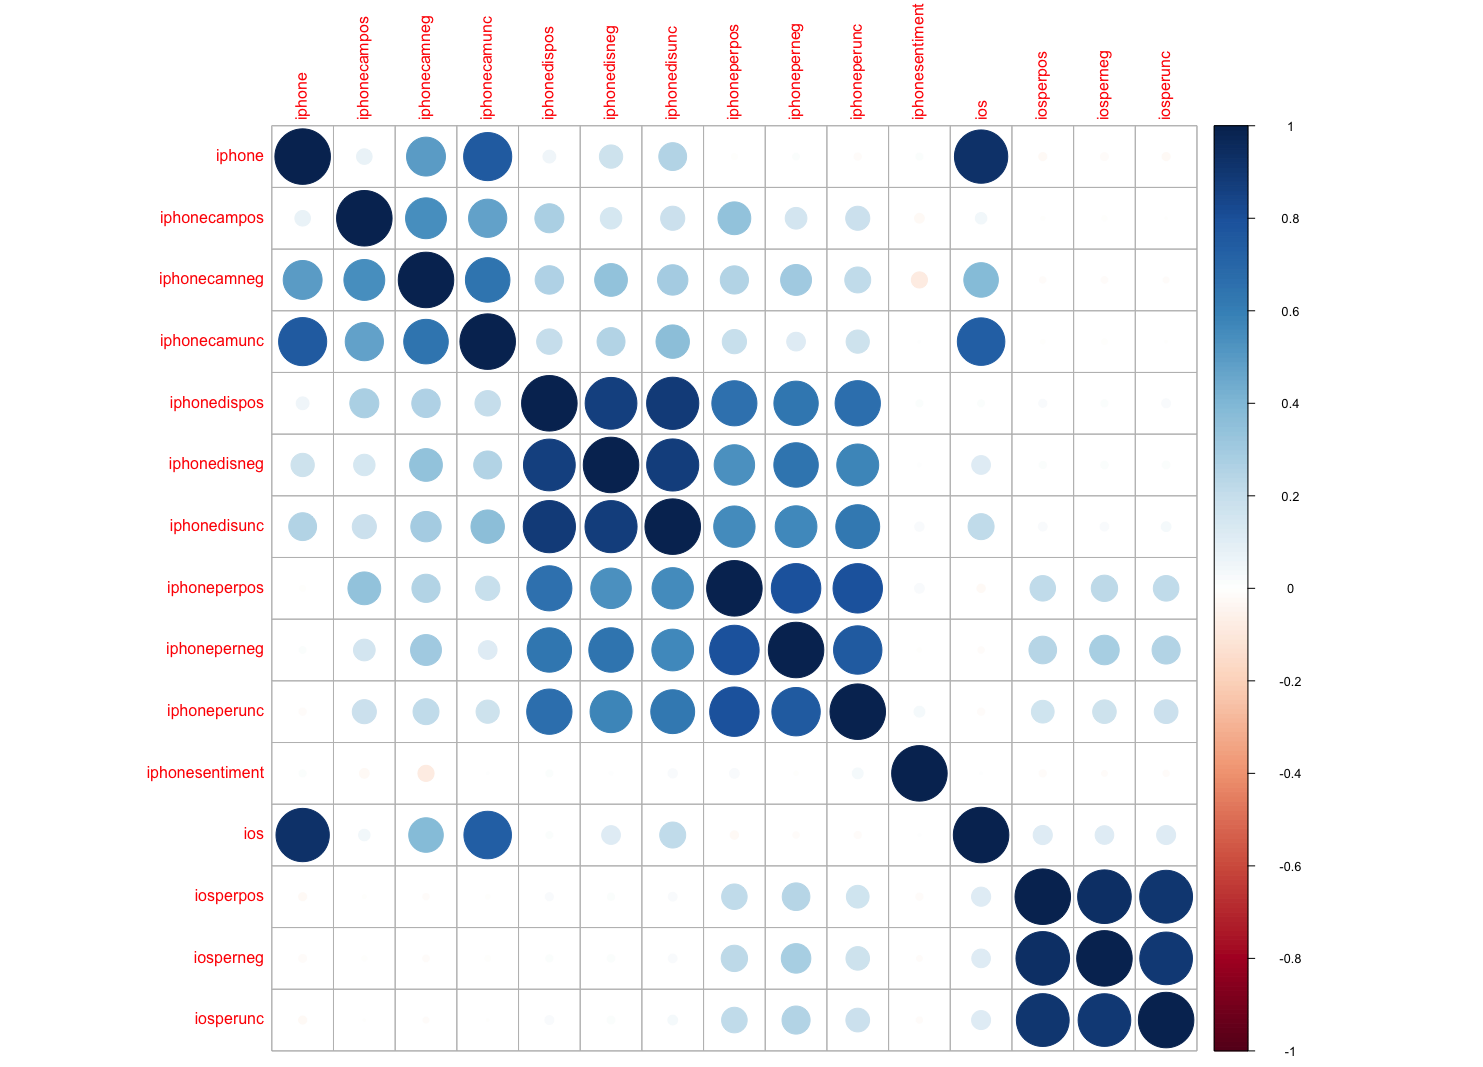 iphone
iphonecampos
iphonecamneg
iphonecamunc
iphonedispos
iphonedisneg
iphonedisunc
iphoneperpos
iphoneperneg
iphoneperunc
iphonesentiment
ios
iosperpos
iosperneg
iosperunc
iphone
iphonecampos
iphonecamneg
iphonecamunc
iphonedispos
iphonedisneg
iphonedisunc
iphoneperpos
iphoneperneg
iphoneperunc
iphonesentiment
ios
iosperpos
iosperneg
iosperunc
1
0.8
0.6
0.4
0.2
0
-0.2
-0.4
-0.6
-0.8
-1